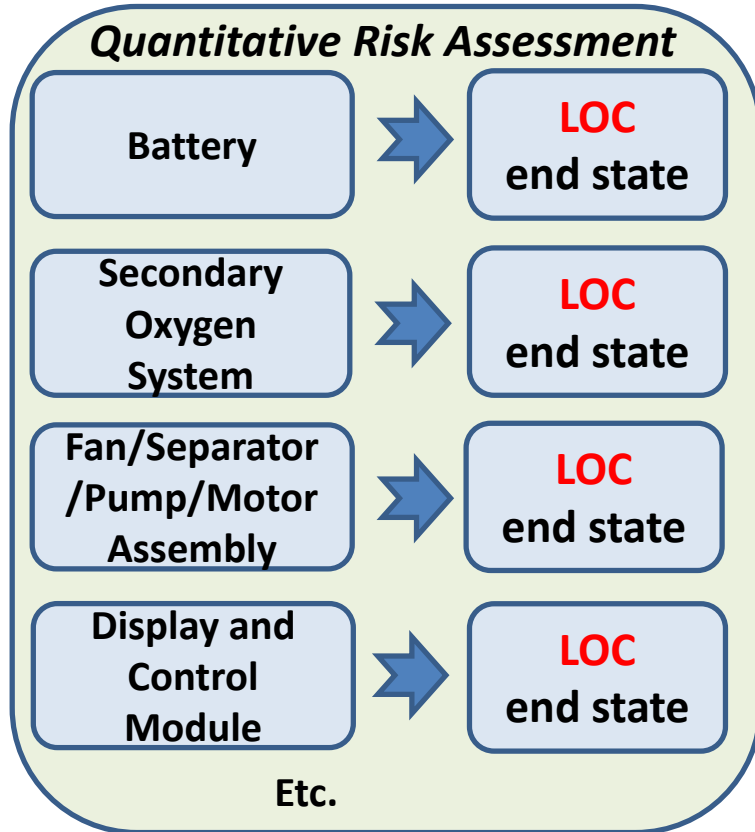 Quantitative Risk Assessment
Battery
LOC
end state
Secondary
Oxygen
System
LOC
end state
Fan/Separator
/Pump/Motor
Assembly
LOC
end state
Display and
Control
Module
LOC
end state
Etc.